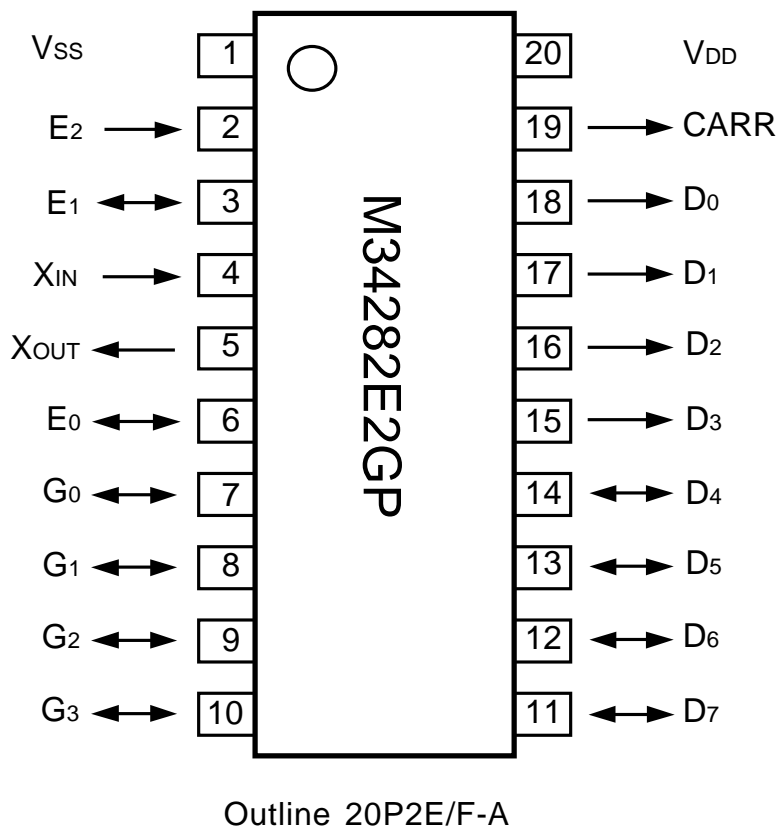 VSS 1 20 VDD
E2 2 19 CARR
E1 3 18 D0
XIN 4 17 D1
XOUT 5 16 D2
E0 6 15 D3
G0 7 14 D4
G1 8 13 D5
G2 9 12 D6
G3 10 11 D7
M34282E2GP
Outline 20P2E/F-A